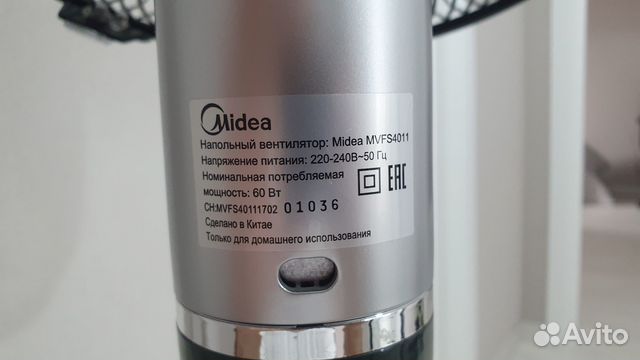 Midea
Напольный вентилятор: Midea MVFS4011
Напряжение питания: 220-240В~50 Гц
Номинальная потребляемая
мощность: 60 Вт
EAC
СН:MVFS40111702 01036
Сделано в Китае
Только для домашнего использования
Avito